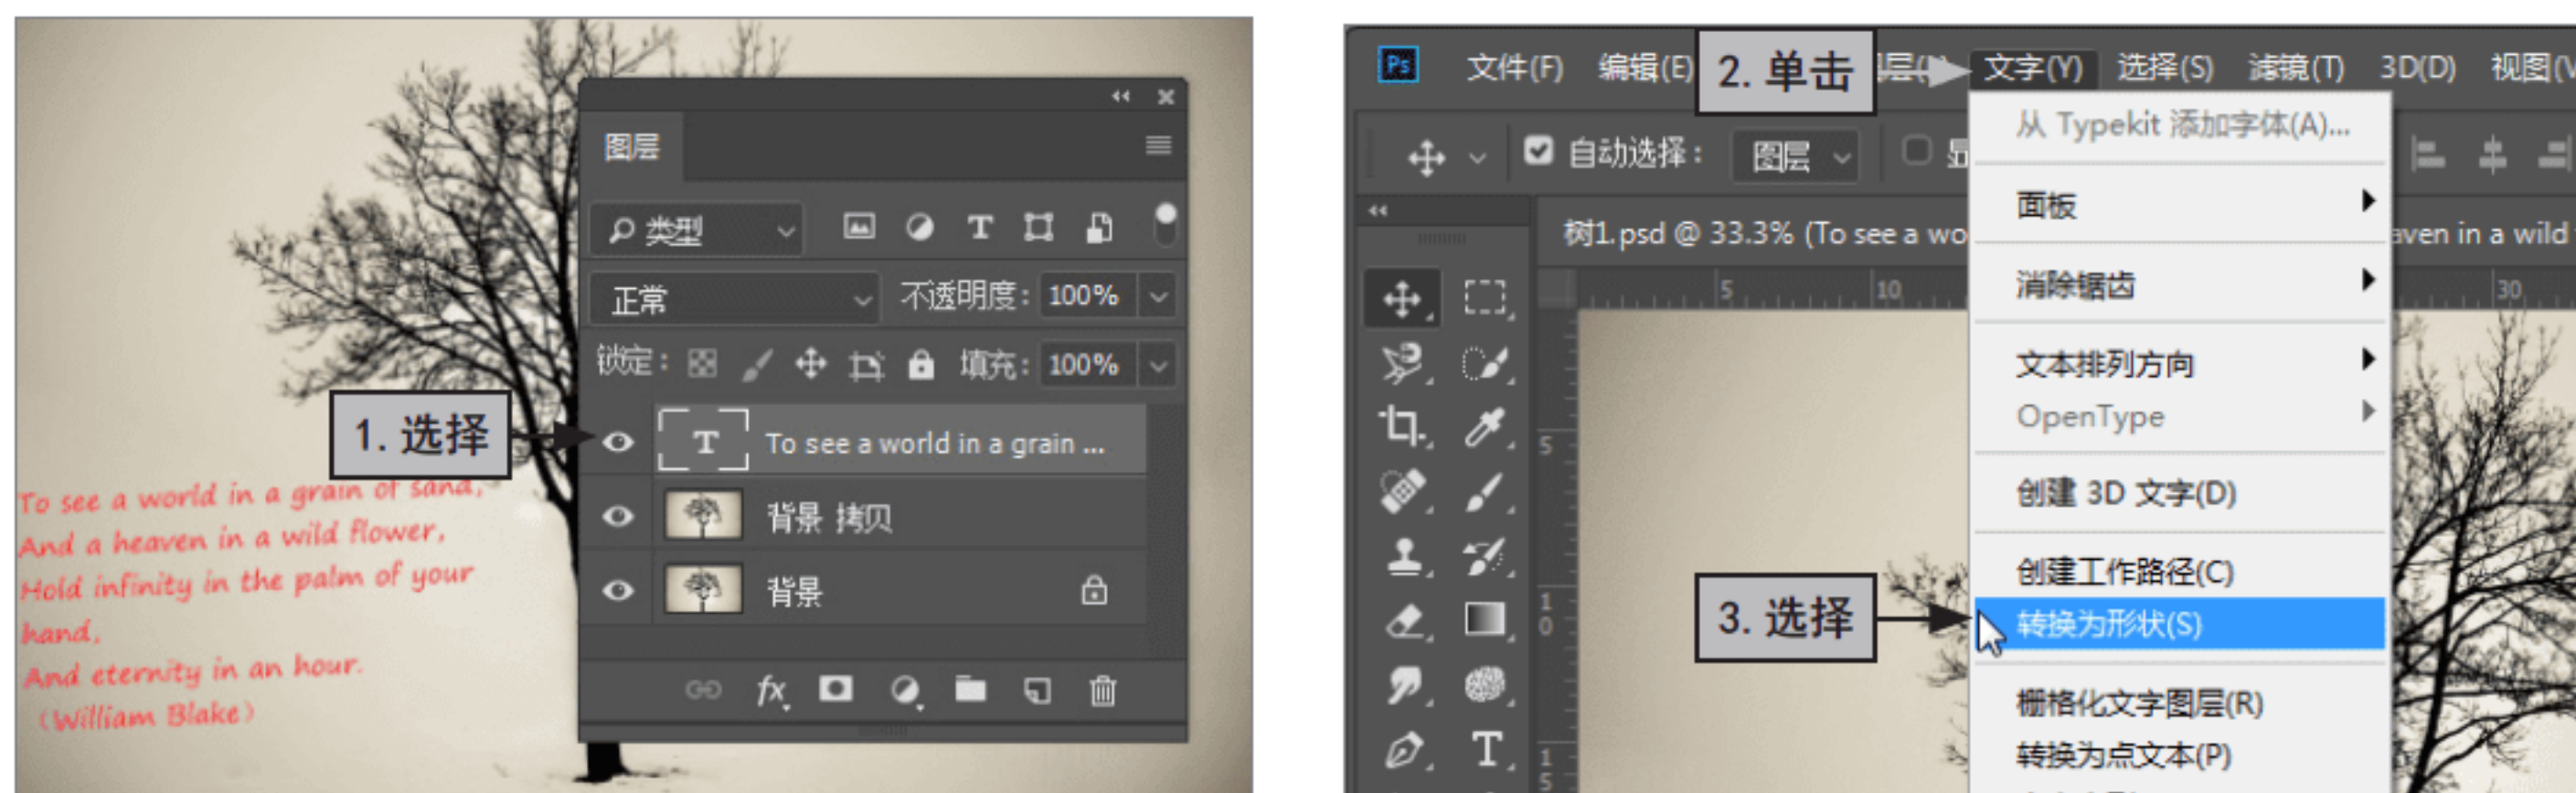 图层
类型
正常 不透明度: 100%
锁定: 填充: 100%
1. 选择
T To see a world in a grain ...
背景 拷贝
背景
fx
To see a world in a grain of sand,
And a heaven in a wild flower,
Hold infinity in the palm of your
hand,
And eternity in an hour.
(William Blake)
Ps 文件(F) 编辑(E) 2. 单击 文字(Y) 选择(S) 滤镜(T) 3D(D) 视图(V
自动选择: 图层
树1.psd @ 33.3% (To see a wo
aven in a wild
5 10 30
5
10
15
从 Typekit 添加字体(A)...
面板
消除锯齿
文本排列方向
OpenType
创建 3D 文字(D)
创建工作路径(C)
3. 选择
转换为形状(S)
栅格化文字图层(R)
转换为点文本(P)